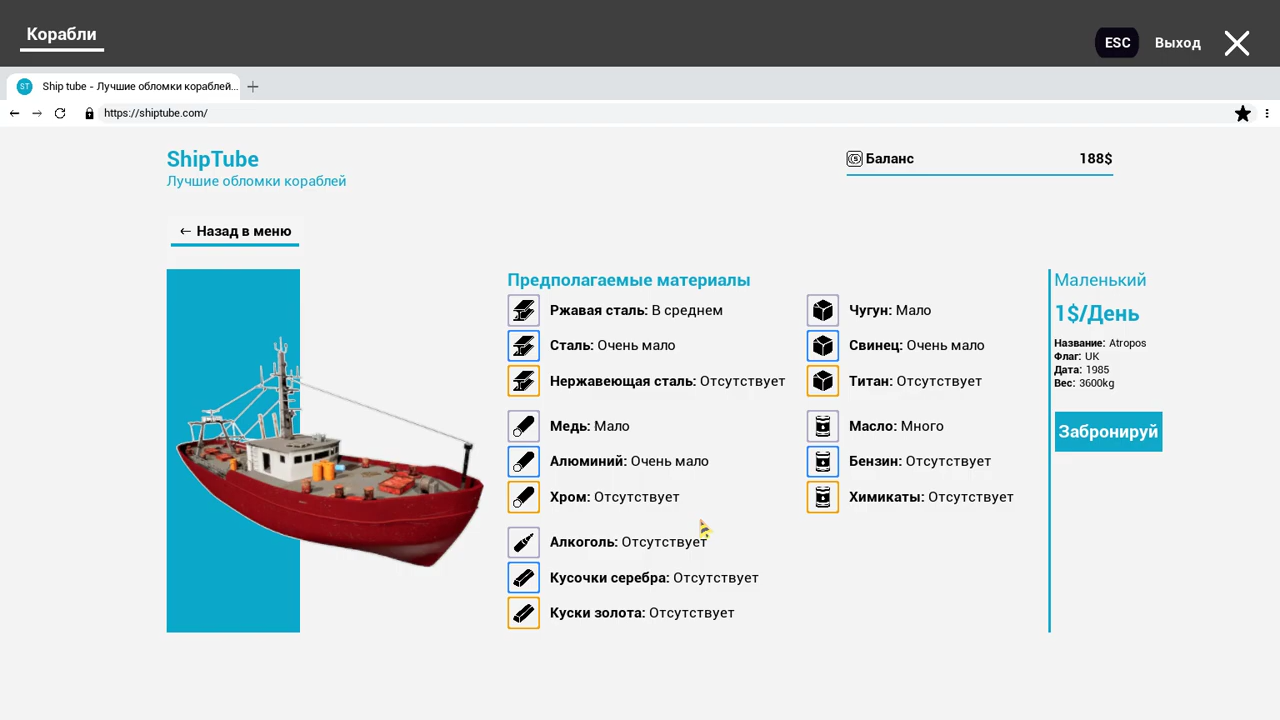 Корабли
ESC Выход
ST Ship tube - Лучшие обломки кораблей...
https://shiptube.com/
ShipTube
Лучшие обломки кораблей
Баланс 188$
← Назад в меню
Предполагаемые материалы
Ржавая сталь: В среднем
Сталь: Очень мало
Нержавеющая сталь: Отсутствует
Медь: Мало
Алюминий: Очень мало
Хром: Отсутствует
Алкоголь: Отсутствует
Кусочки серебра: Отсутствует
Куски золота: Отсутствует
Чугун: Мало
Свинец: Очень мало
Титан: Отсутствует
Масло: Много
Бензин: Отсутствует
Химикаты: Отсутствует
Маленький
1$/День
Название: Atropos
Флаг: UK
Дата: 1985
Вес: 3600kg
Забронируй